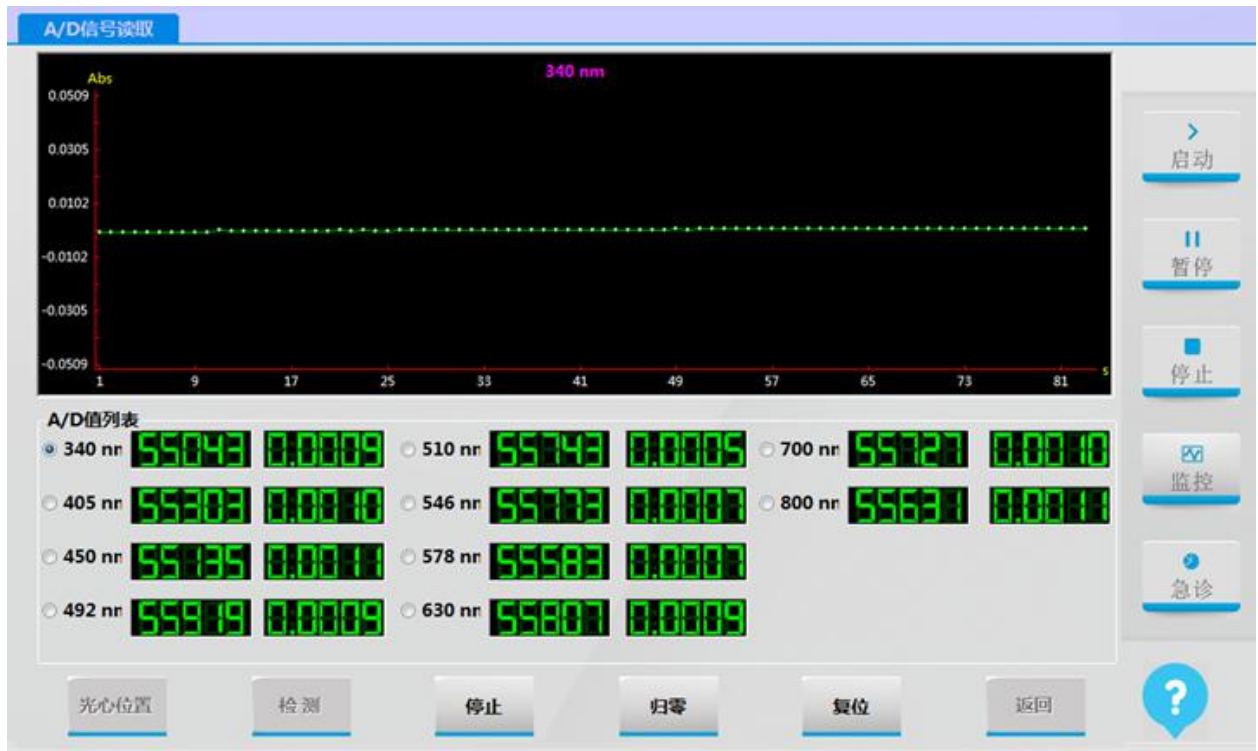 A/D信号读取
Abs
340 nm
0.0509
0.0305
0.0102
-0.0102
-0.0305
-0.0509
1 9 17 25 33 41 49 57 65 73 81 s
启动
暂停
停止
监控
急诊
A/D值列表
340 nm 55043 0.0009 510 nm 55743 0.0005 700 nm 55727 0.0010
405 nm 55303 0.0010 546 nm 55773 0.0007 800 nm 55631 0.0011
450 nm 55135 0.0011 578 nm 55583 0.0007
492 nm 55919 0.0009 630 nm 55807 0.0009
光心位置 检测 停止 归零 复位 返回
?